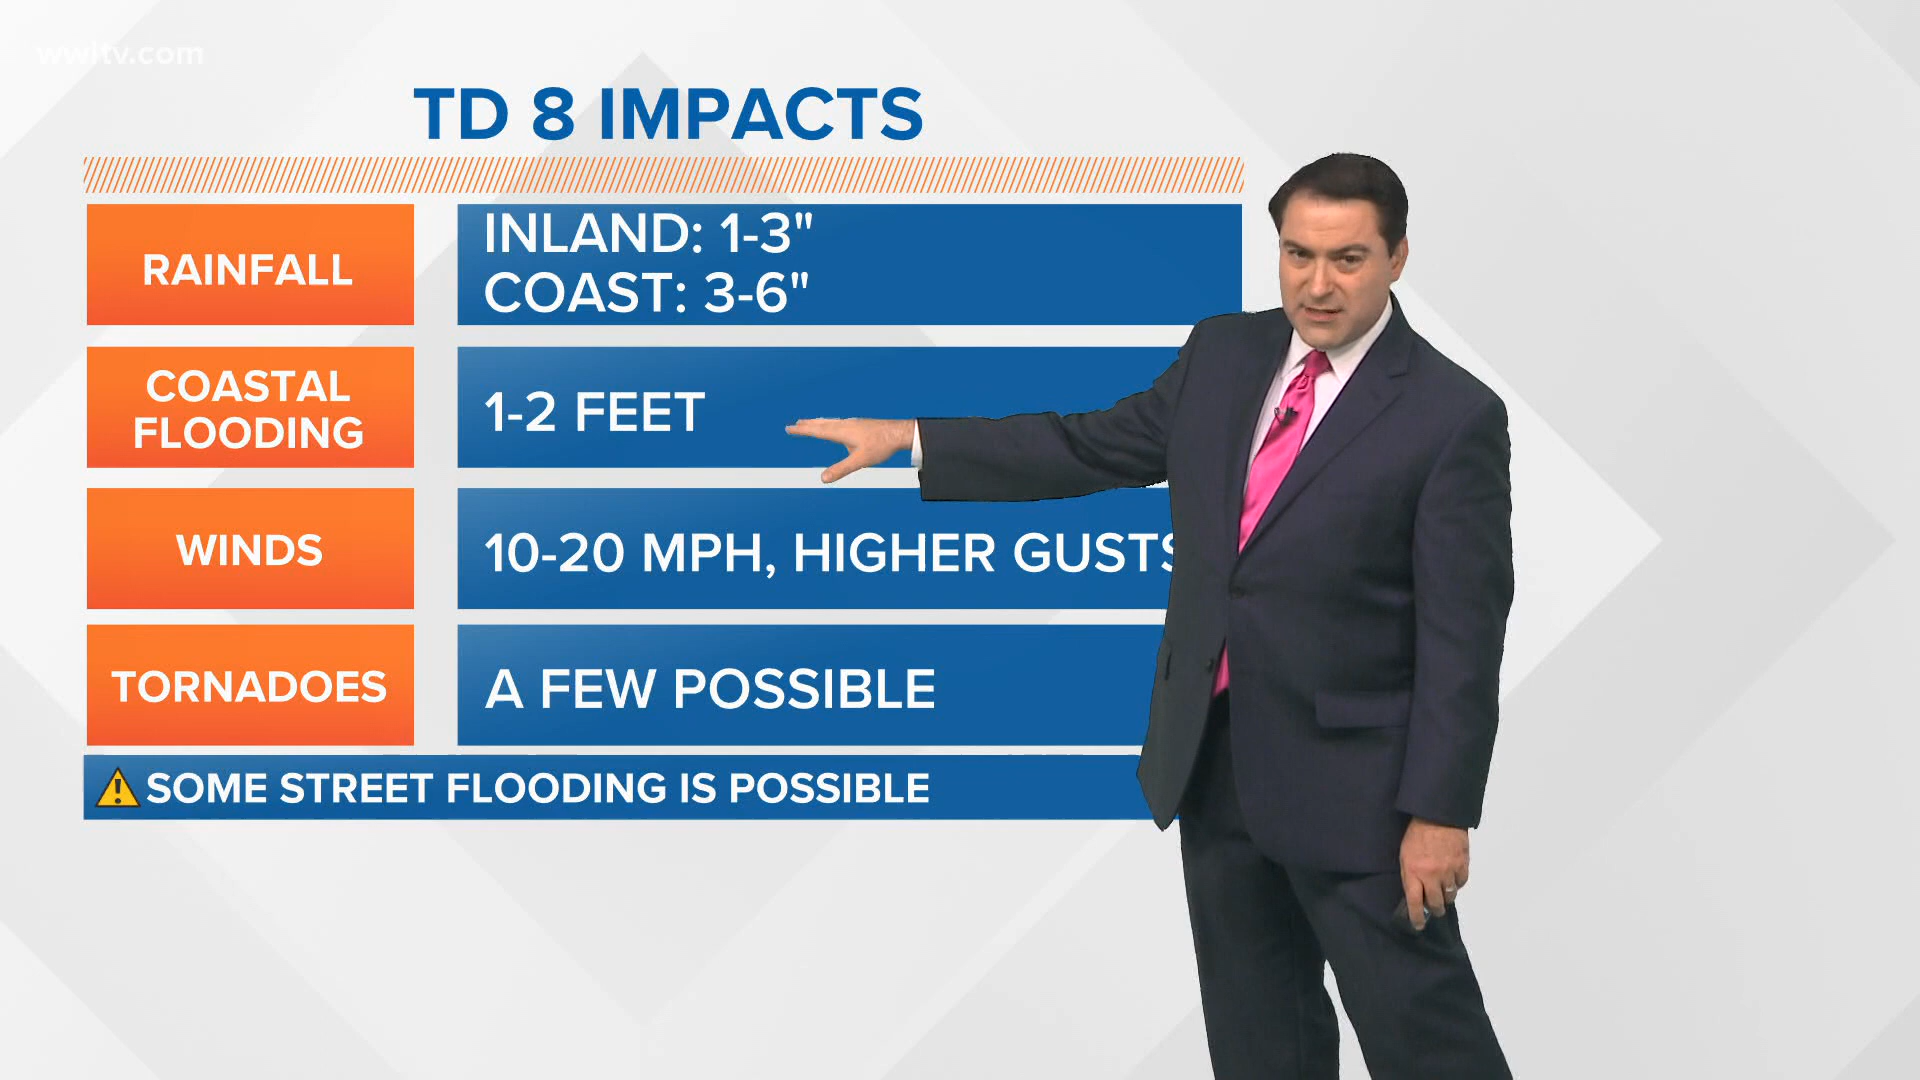 wwltv.com
TD 8 IMPACTS
RAINFALL
INLAND: 1-3"
COAST: 3-6"
COASTAL
FLOODING
1-2 FEET
WINDS
10-20 MPH, HIGHER GUSTS
TORNADOES
A FEW POSSIBLE
SOME STREET FLOODING IS POSSIBLE